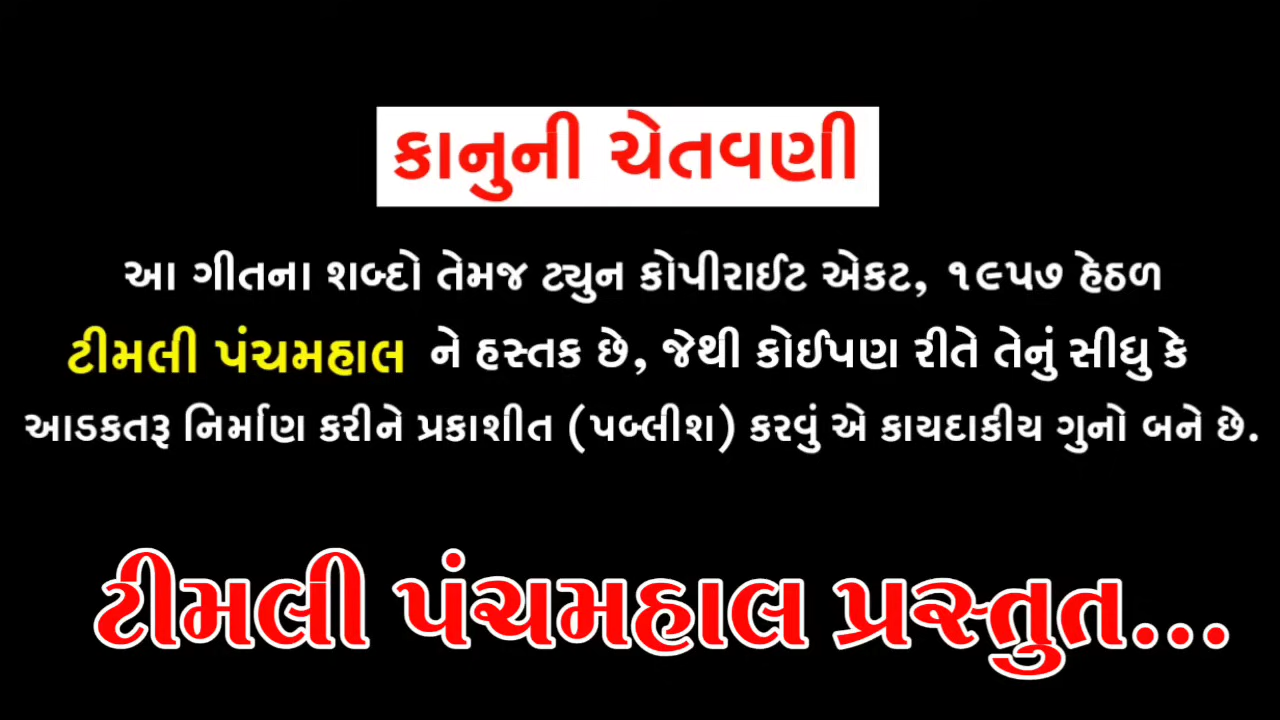 કાનુની ચેતવણી
આ ગીતના શબ્દો તેમજ ટ્યુન કોપીરાઈટ એકટ, ૧૯૫૭ હેઠળ
ટીમલી પંચમહાલ ને હસ્તક છે, જેથી કોઈપણ રીતે તેનું સીધુ કે
આડકતરૂ નિર્માણ કરીને પ્રકાશીત (પબ્લીશ) કરવું એ કાયદાકીય ગુનો બને છે.
ટીમલી પંચમહાલ પ્રસ્તુત...